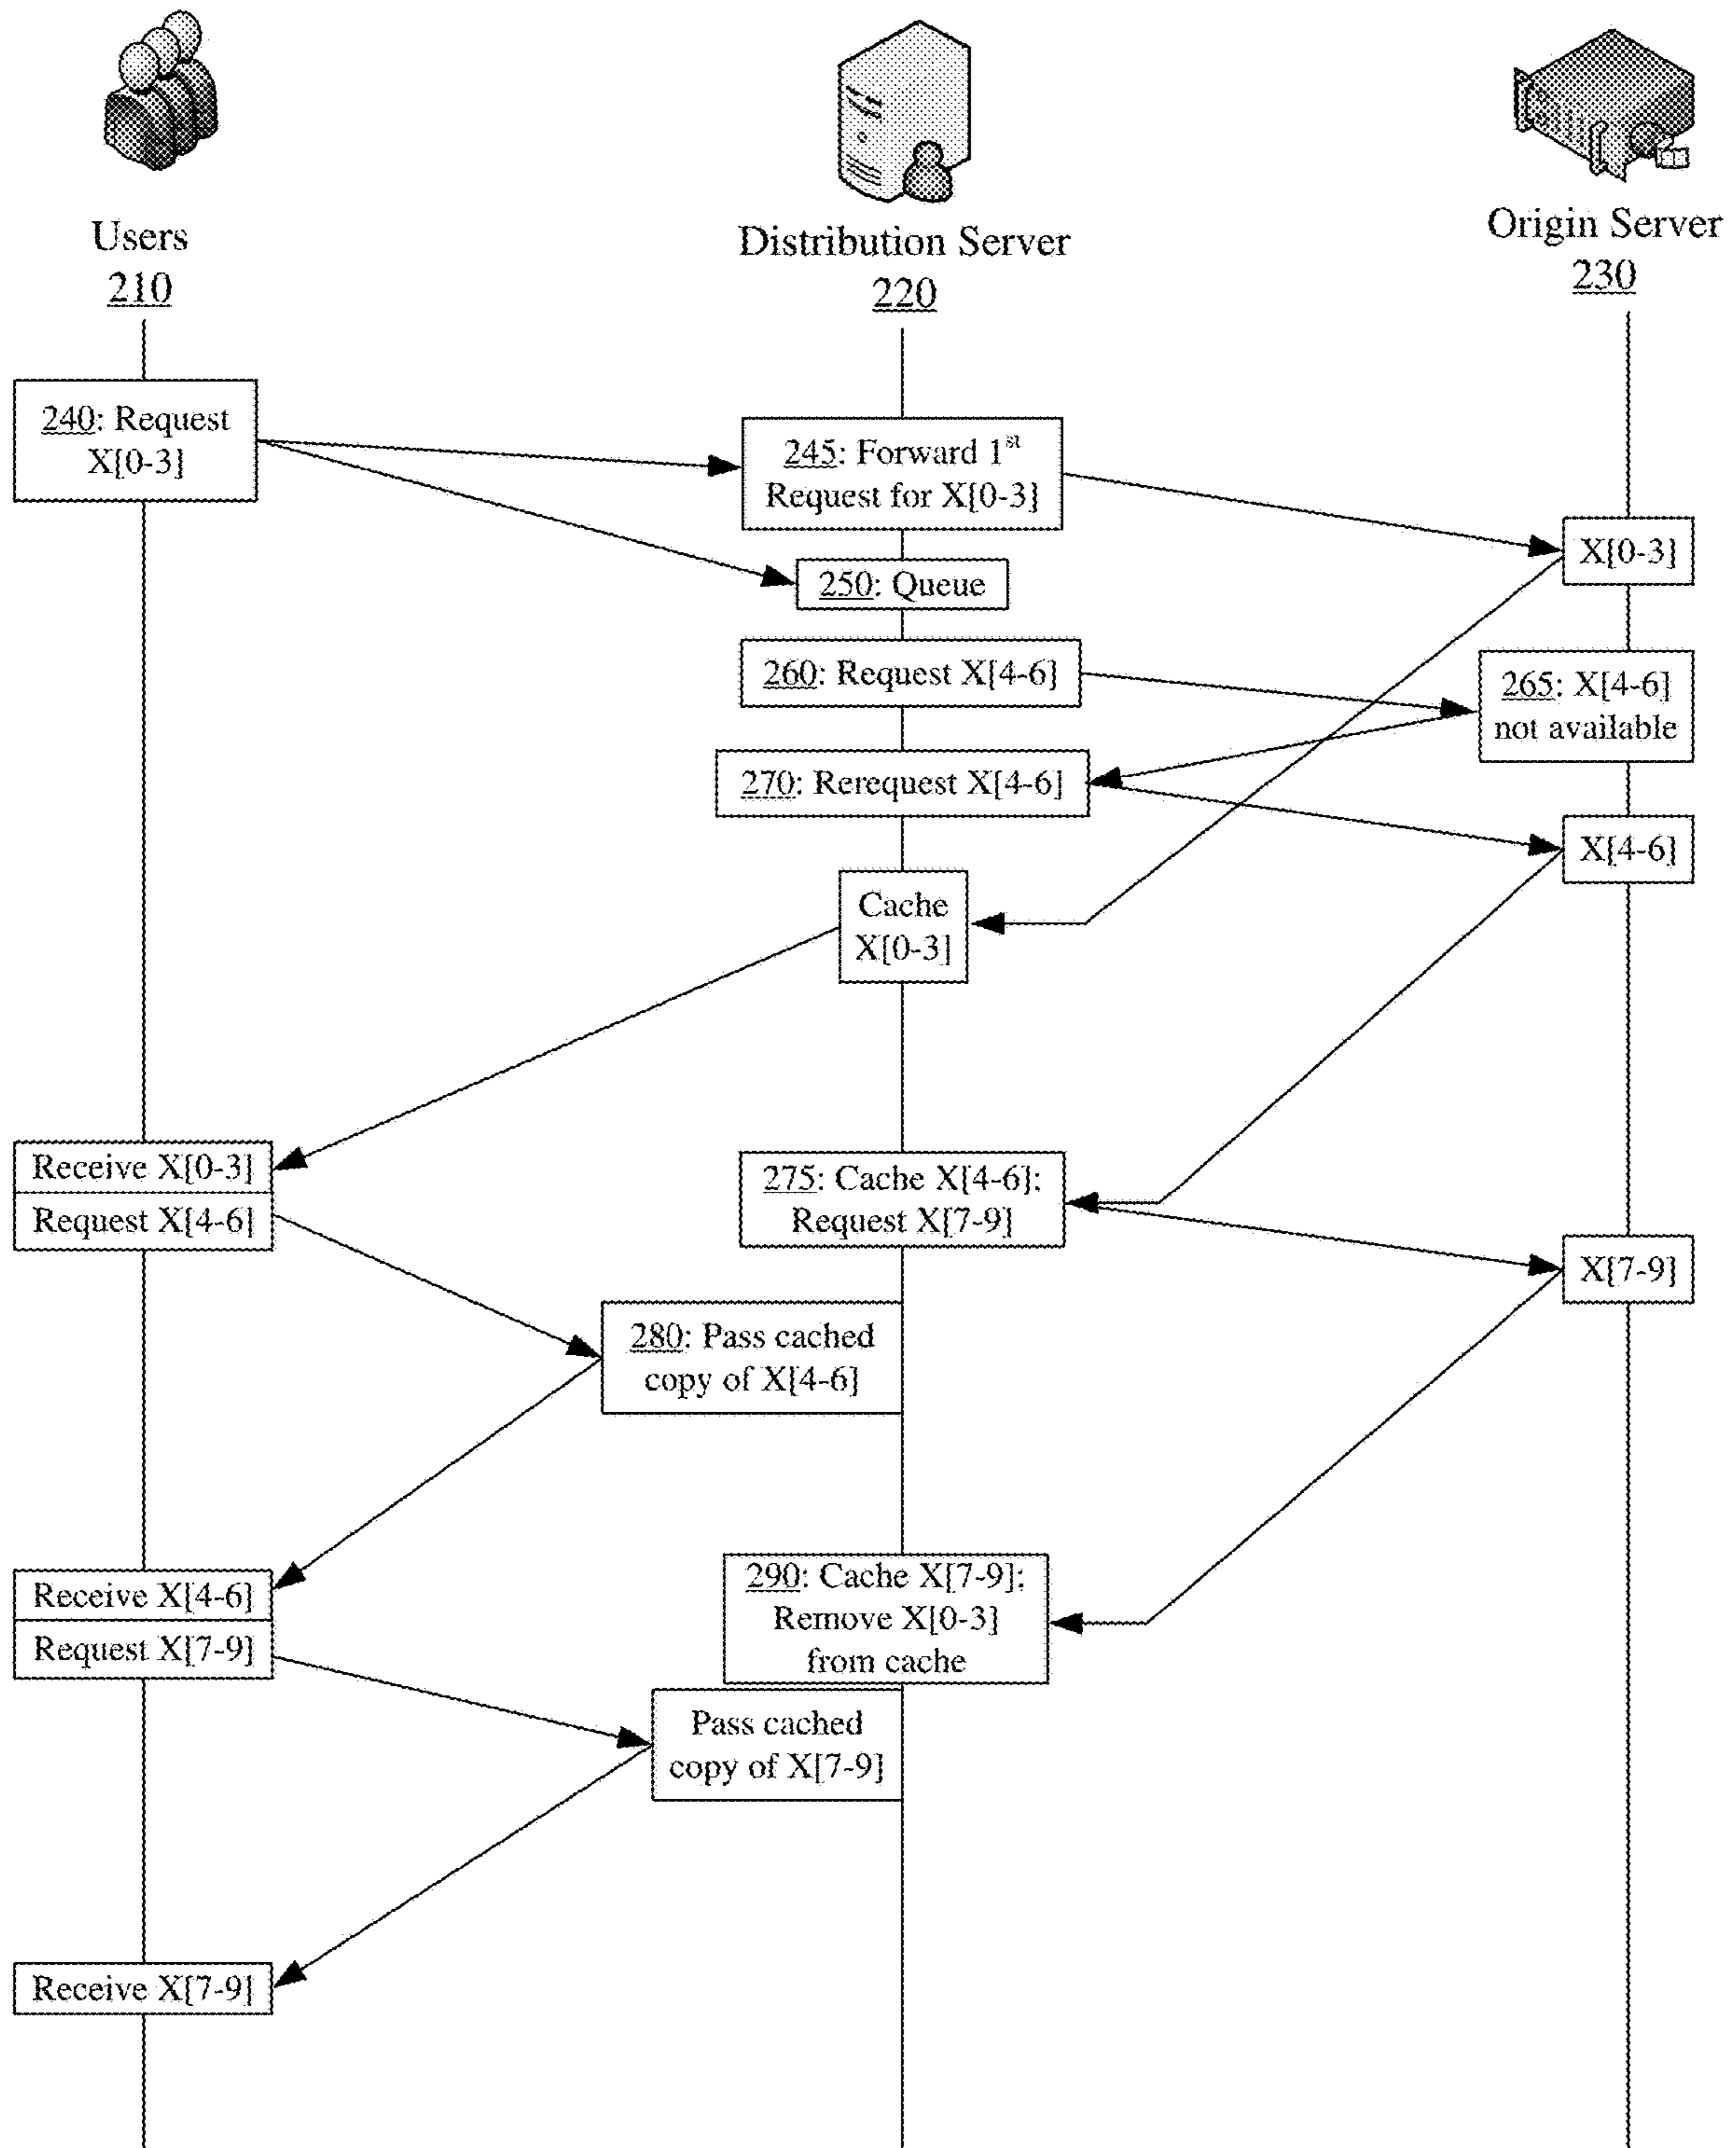 Users
210
Distribution Server
220
Origin Server
230
240: Request
X[0-3]
245: Forward 1st
Request for X[0-3]
X[0-3]
250: Queue
260: Request X[4-6]
265: X[4-6]
not available
270: Rerequest X[4-6]
X[4-6]
Cache
X[0-3]
Receive X[0-3]
Request X[4-6]
275: Cache X[4-6];
Request X[7-9]
X[7-9]
280: Pass cached
copy of X[4-6]
Receive X[4-6]
Request X[7-9]
290: Cache X[7-9];
Remove X[0-3]
from cache
Pass cached
copy of X[7-9]
Receive X[7-9]